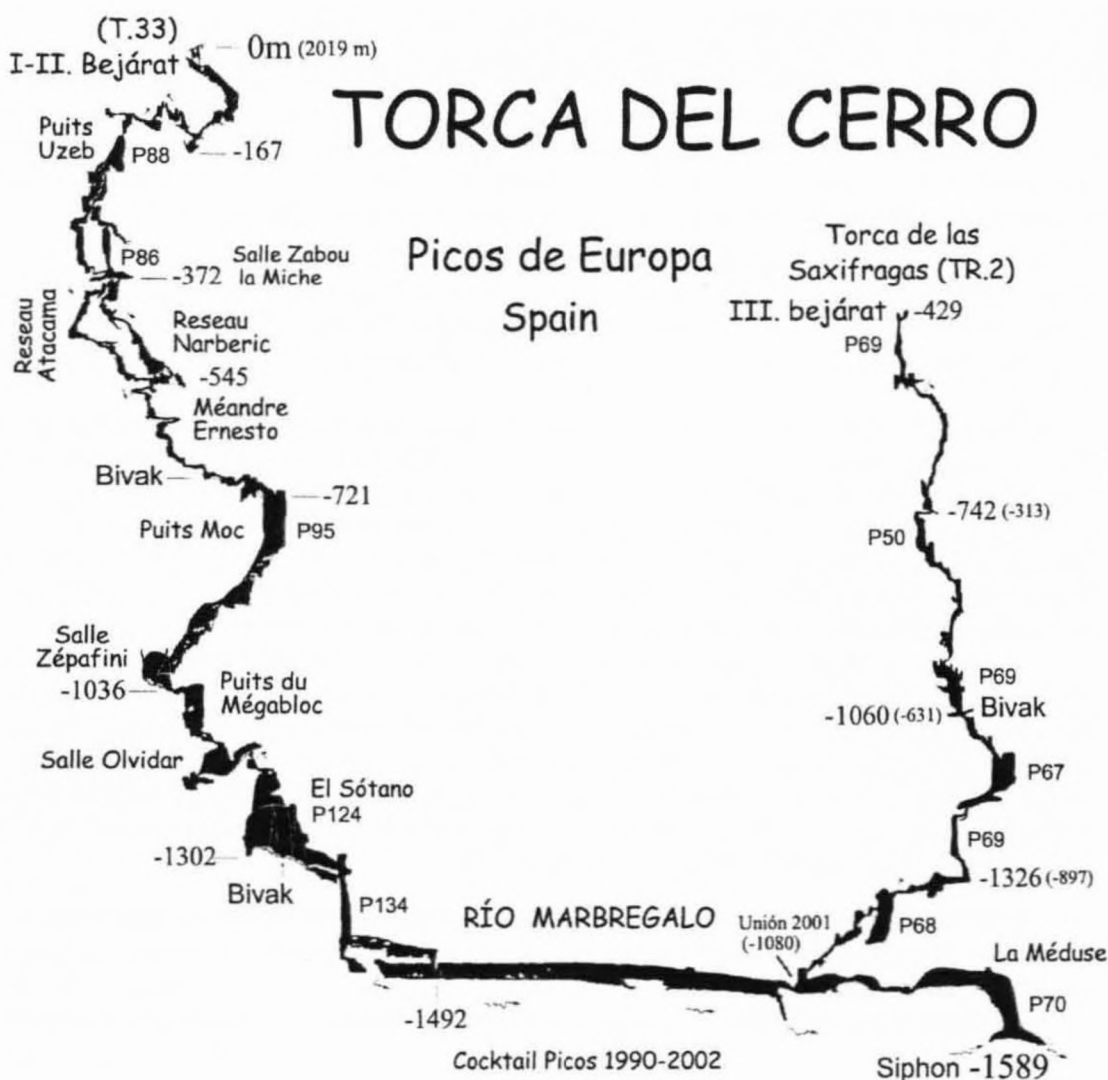 (T.33)
I-II. Bejárat
0m (2019 m)
TORCA DEL CERRO
Puits
Uzeb
P88
-167
Picos de Europa
Spain
Torca de las
Saxifragas (TR.2)
III. bejárat
-429
P69
P86
-372
Salle Zabou
la Miche
Reseau
Atacama
Reseau
Narberic
-545
Méandre
Ernesto
Bivak
-721
Puits Moc
P95
-742 (-313)
P50
Salle
Zépafini
-1036
Puits du
Mégabloc
P69
-1060 (-631)
Bivak
Salle Olvidar
P67
El Sótano
P124
-1302
Bivak
P69
-1326 (-897)
P134
RÍO MARBREGALO
Unión 2001
(-1080)
P68
La Méduse
P70
-1492
Cocktail Picos 1990-2002
Siphon -1589